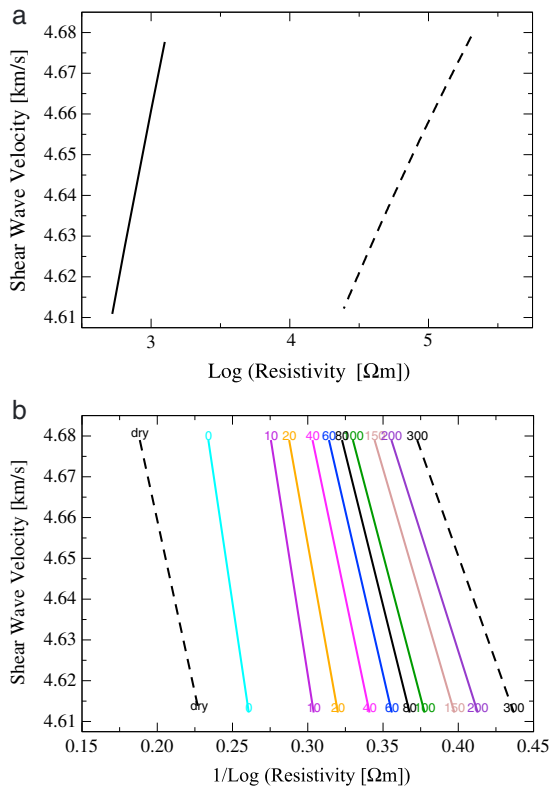 a
4.68
4.67
4.66
4.65
4.64
4.63
4.62
4.61
Shear Wave Velocity [km/s]
3 4 5
Log (Resistivity [Ωm])
b
dry 0 10 20 40 60 80 100 150 200 300
4.68
4.67
4.66
4.65
4.64
4.63
4.62
4.61
Shear Wave Velocity [km/s]
dry 0 10 20 40 60 80 100 150 200 300
0.15 0.20 0.25 0.30 0.35 0.40 0.45
1/Log (Resistivity [Ωm])